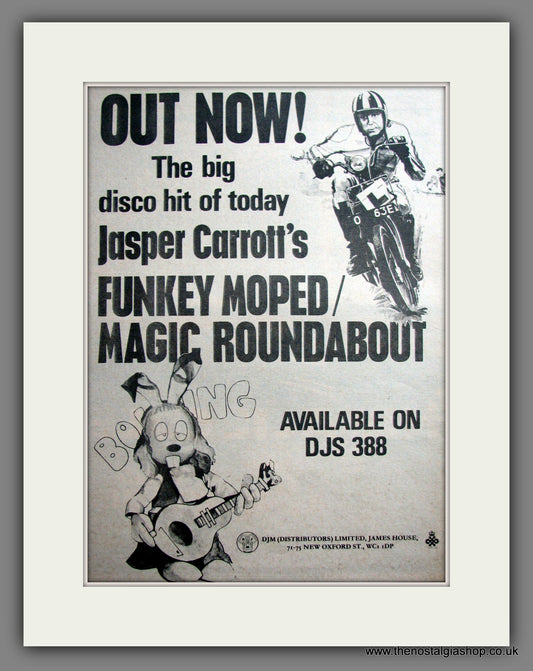 OUT NOW!
The big
disco hit of today
Jasper Carrott's
FUNKEY MOPED/
MAGIC ROUNDABOUT
BOING
AVAILABLE ON
DJS 388
DJM (DISTRIBUTORS) LIMITED, JAMES HOUSE,
71-75 NEW OXFORD ST., WC1 1DP
www.thenostalgiashop.co.uk